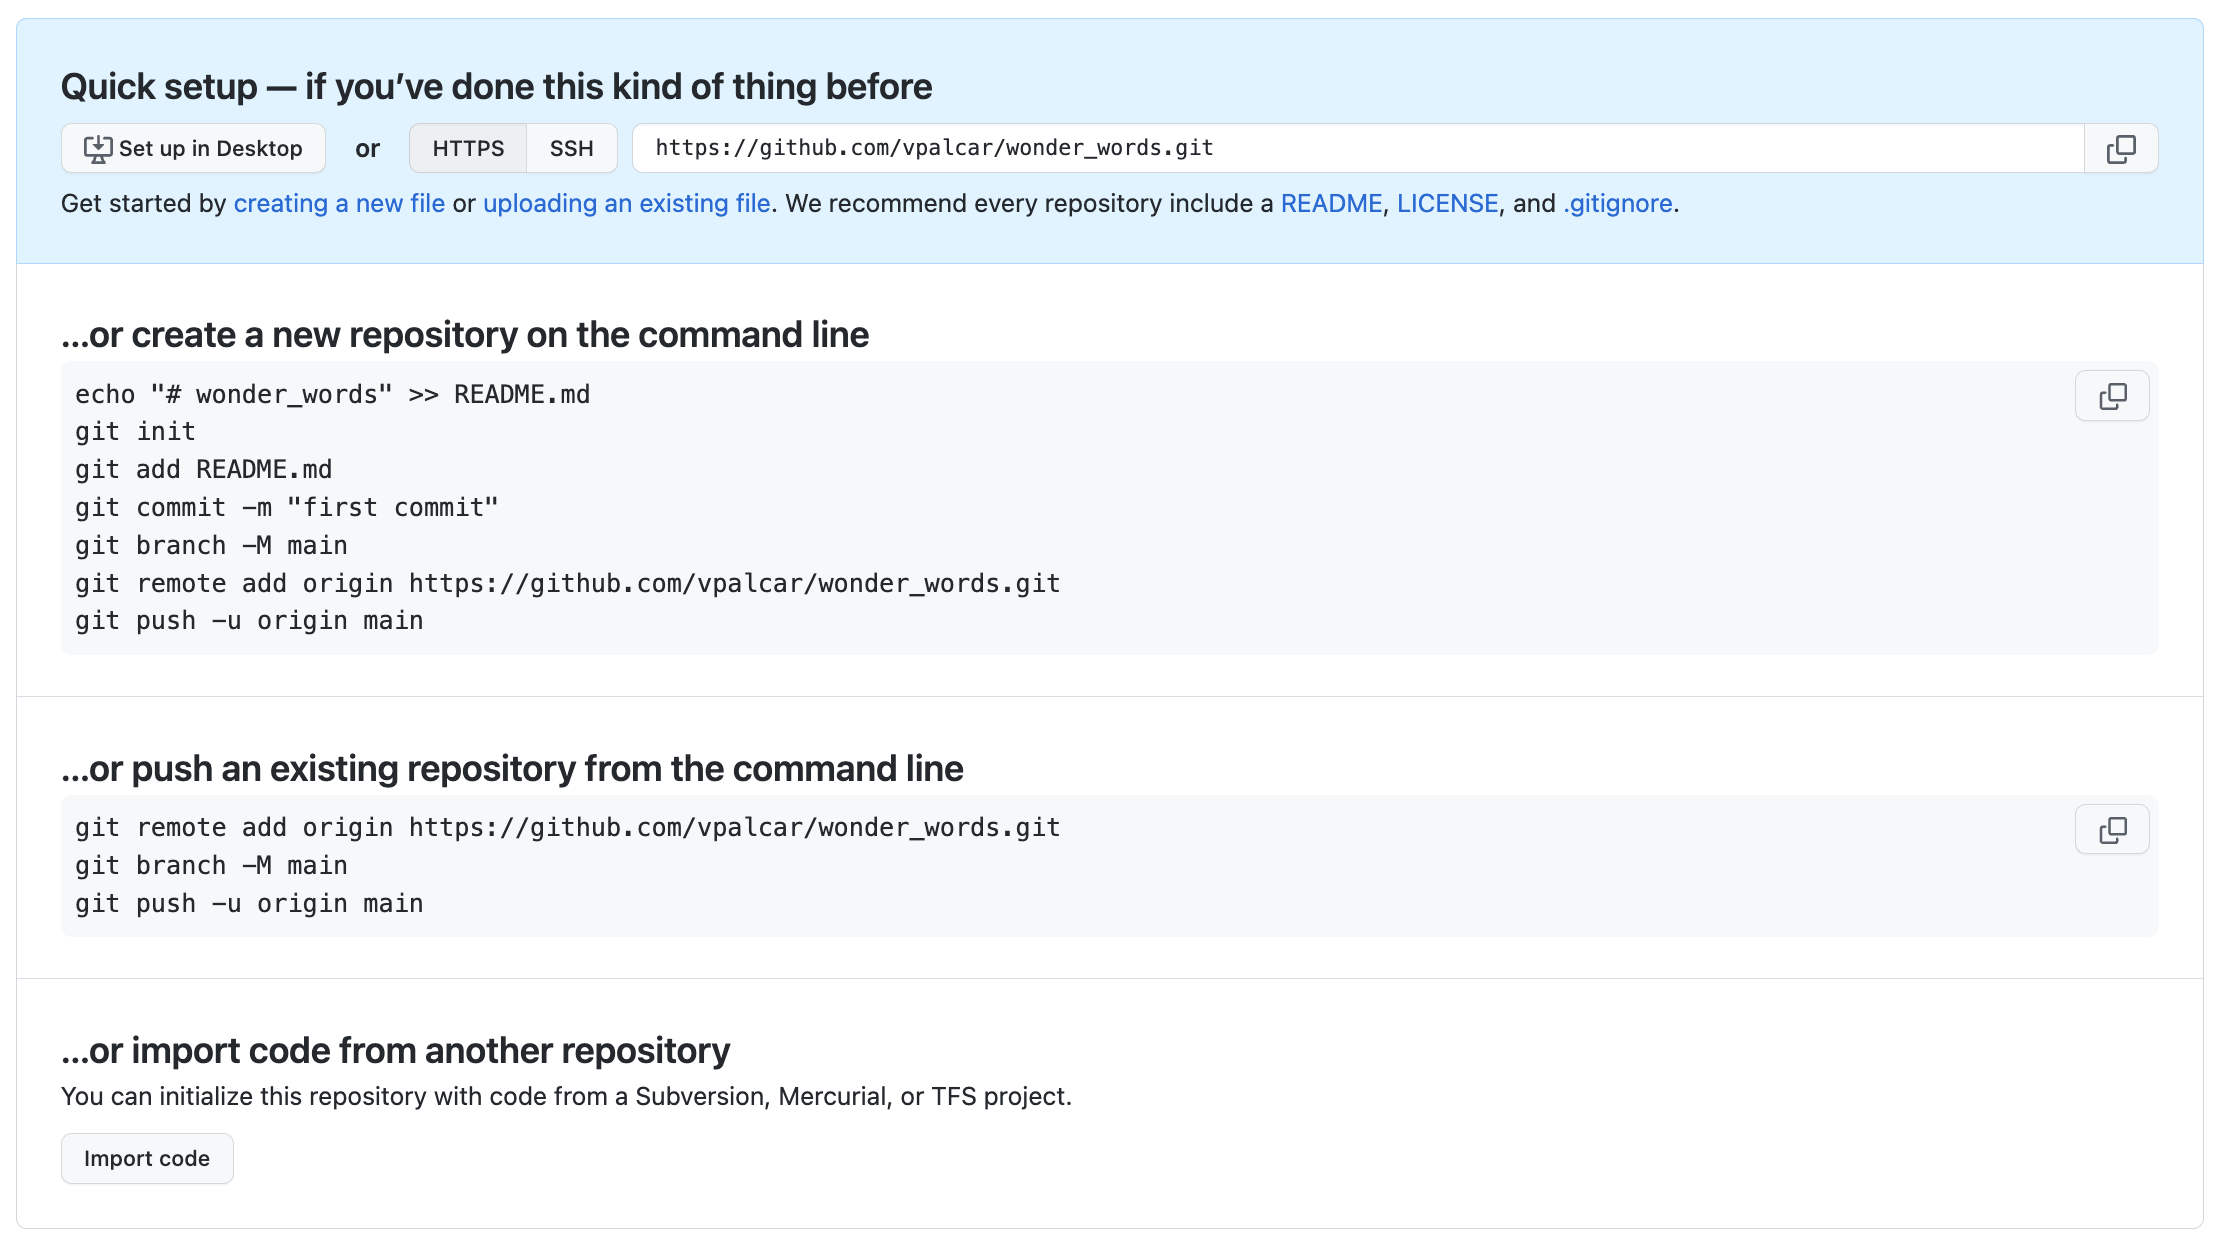 Quick setup — if you’ve done this kind of thing before
Set up in Desktop or HTTPS SSH https://github.com/vpalcar/wonder_words.git
Get started by creating a new file or uploading an existing file. We recommend every repository include a README, LICENSE, and .gitignore.
…or create a new repository on the command line
echo "# wonder_words" >> README.md
git init
git add README.md
git commit -m "first commit"
git branch -M main
git remote add origin https://github.com/vpalcar/wonder_words.git
git push -u origin main
…or push an existing repository from the command line
git remote add origin https://github.com/vpalcar/wonder_words.git
git branch -M main
git push -u origin main
…or import code from another repository
You can initialize this repository with code from a Subversion, Mercurial, or TFS project.
Import code